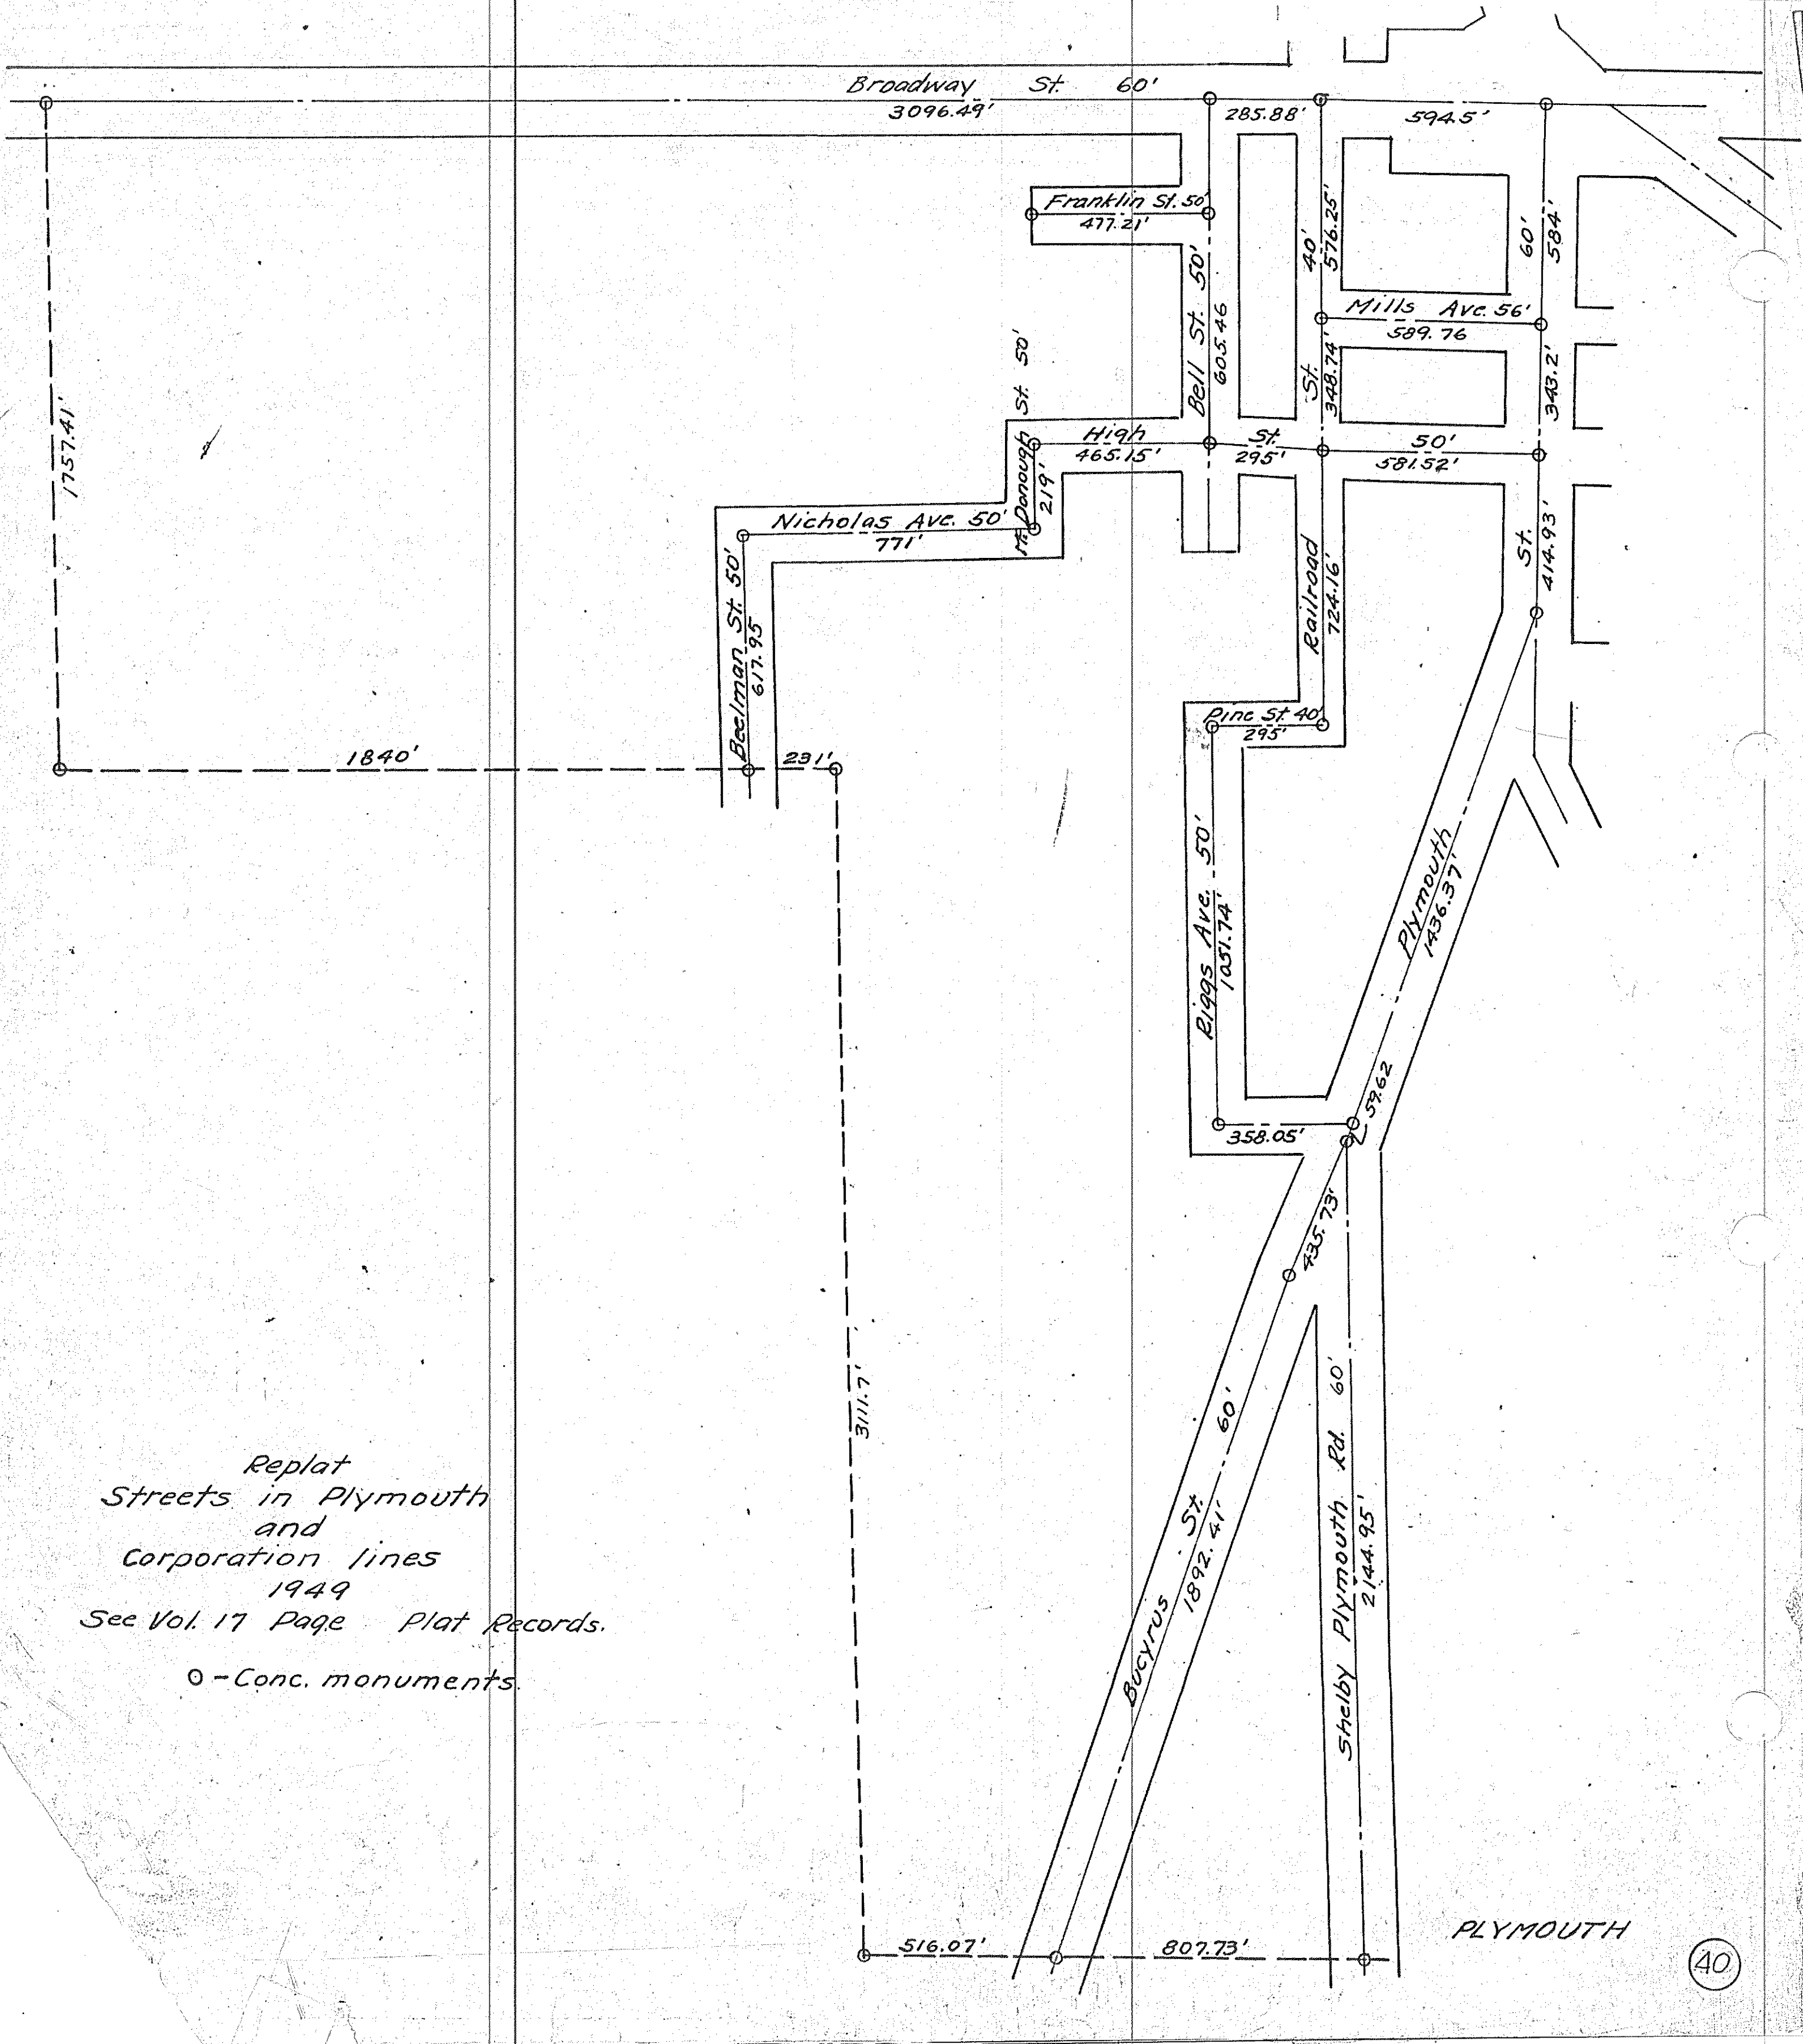 Broadway St. 60'
3096.49'
285.88'
594.5'
Franklin St. 50'
477.21'
Bell St. 50'
605.46
40'
576.25'
60'
584'
Mills Ave. 56'
589.76
St.
348.74'
343.2'
1757.41'
McDonough St. 50'
219'
High St. 50'
465.15'
295'
581.52'
Nicholas Ave. 50'
771'
St.
414.93'
Railroad
724.16'
Beelman St. 50'
617.95
Pine St. 40'
295'
1840'
231'
Riggs Ave. 50'
1051.74'
Plymouth
1436.37'
59.62
358.05'
435.73'
3111.7'
Bucyrus St. 60'
1892.41'
Shelby Plymouth Rd. 60'
2144.95'
Replat
Streets in Plymouth
and
Corporation lines
1949
See Vol. 17 Page Plat Records.
O - Conc. monuments.
516.07'
807.73'
PLYMOUTH
40